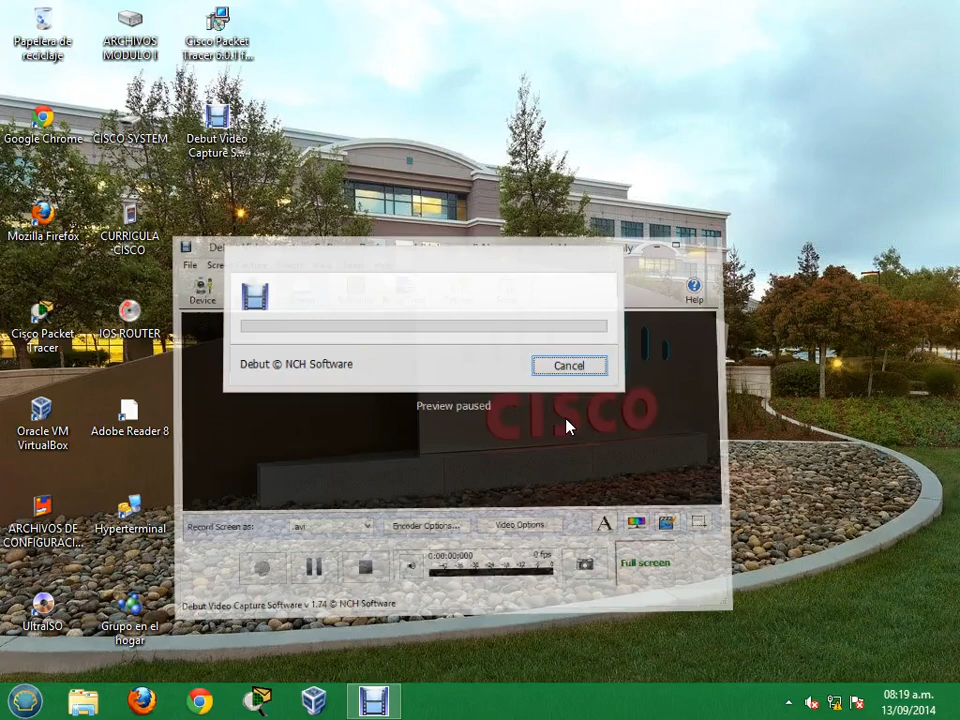 Papelera de
reciclaje
ARCHIVOS
MODULO I
Cisco Packet
Tracer 6.0.1 f...
Google Chrome
CISCO SYSTEM
Debut Video
Capture S...
Mozilla Firefox
CURRICULA
CISCO
Cisco Packet
Tracer
IOS ROUTER
Oracle VM
VirtualBox
Adobe Reader 8
ARCHIVOS DE
CONFIGURACI...
Hyperterminal
UltraISO
Grupo en el
hogar
File
Device
Help
Debut © NCH Software
Cancel
Preview paused
CISCO
Record Screen as:
.avi
Encoder Options...
Video Options
A
0:00:00:000
0 fps
Full screen
Debut Video Capture Software v 1.74 © NCH Software
08:19 a.m.
13/09/2014